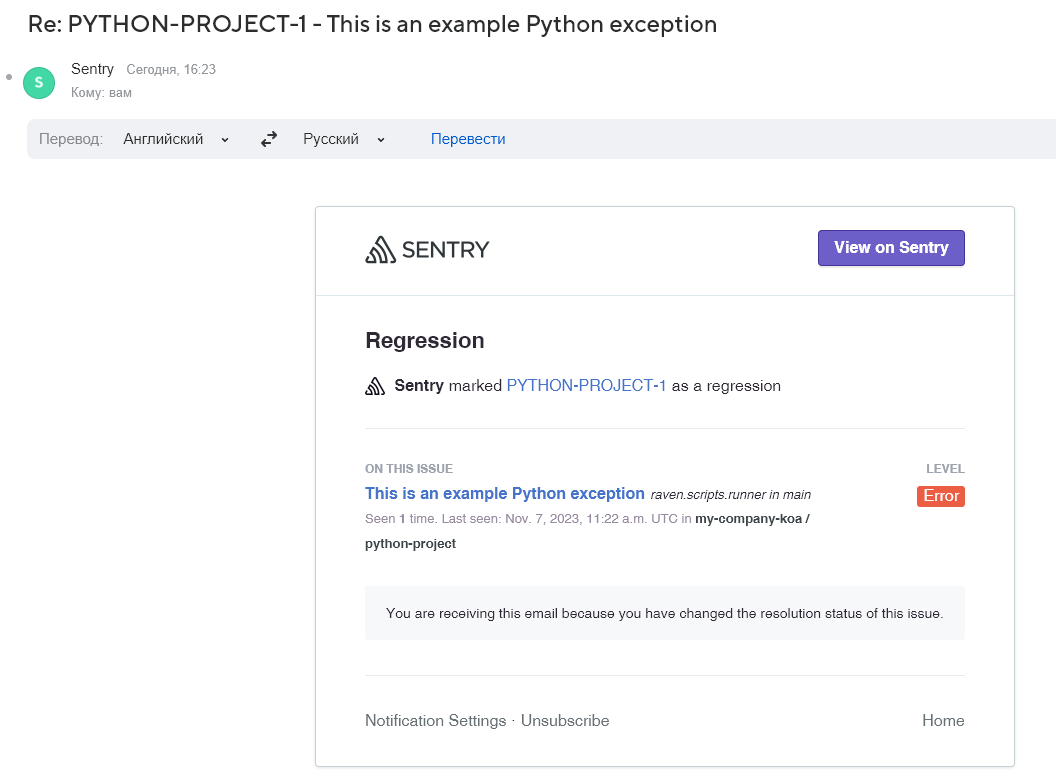 Re: PYTHON-PROJECT-1 - This is an example Python exception
S
Sentry Сегодня, 16:23
Кому: вам
Перевод: Английский Русский Перевести
SENTRY
View on Sentry
Regression
Sentry marked PYTHON-PROJECT-1 as a regression
ON THIS ISSUE LEVEL
This is an example Python exception raven.scripts.runner in main Error
Seen 1 time. Last seen: Nov. 7, 2023, 11:22 a.m. UTC in my-company-koa /
python-project
You are receiving this email because you have changed the resolution status of this issue.
Notification Settings · Unsubscribe Home